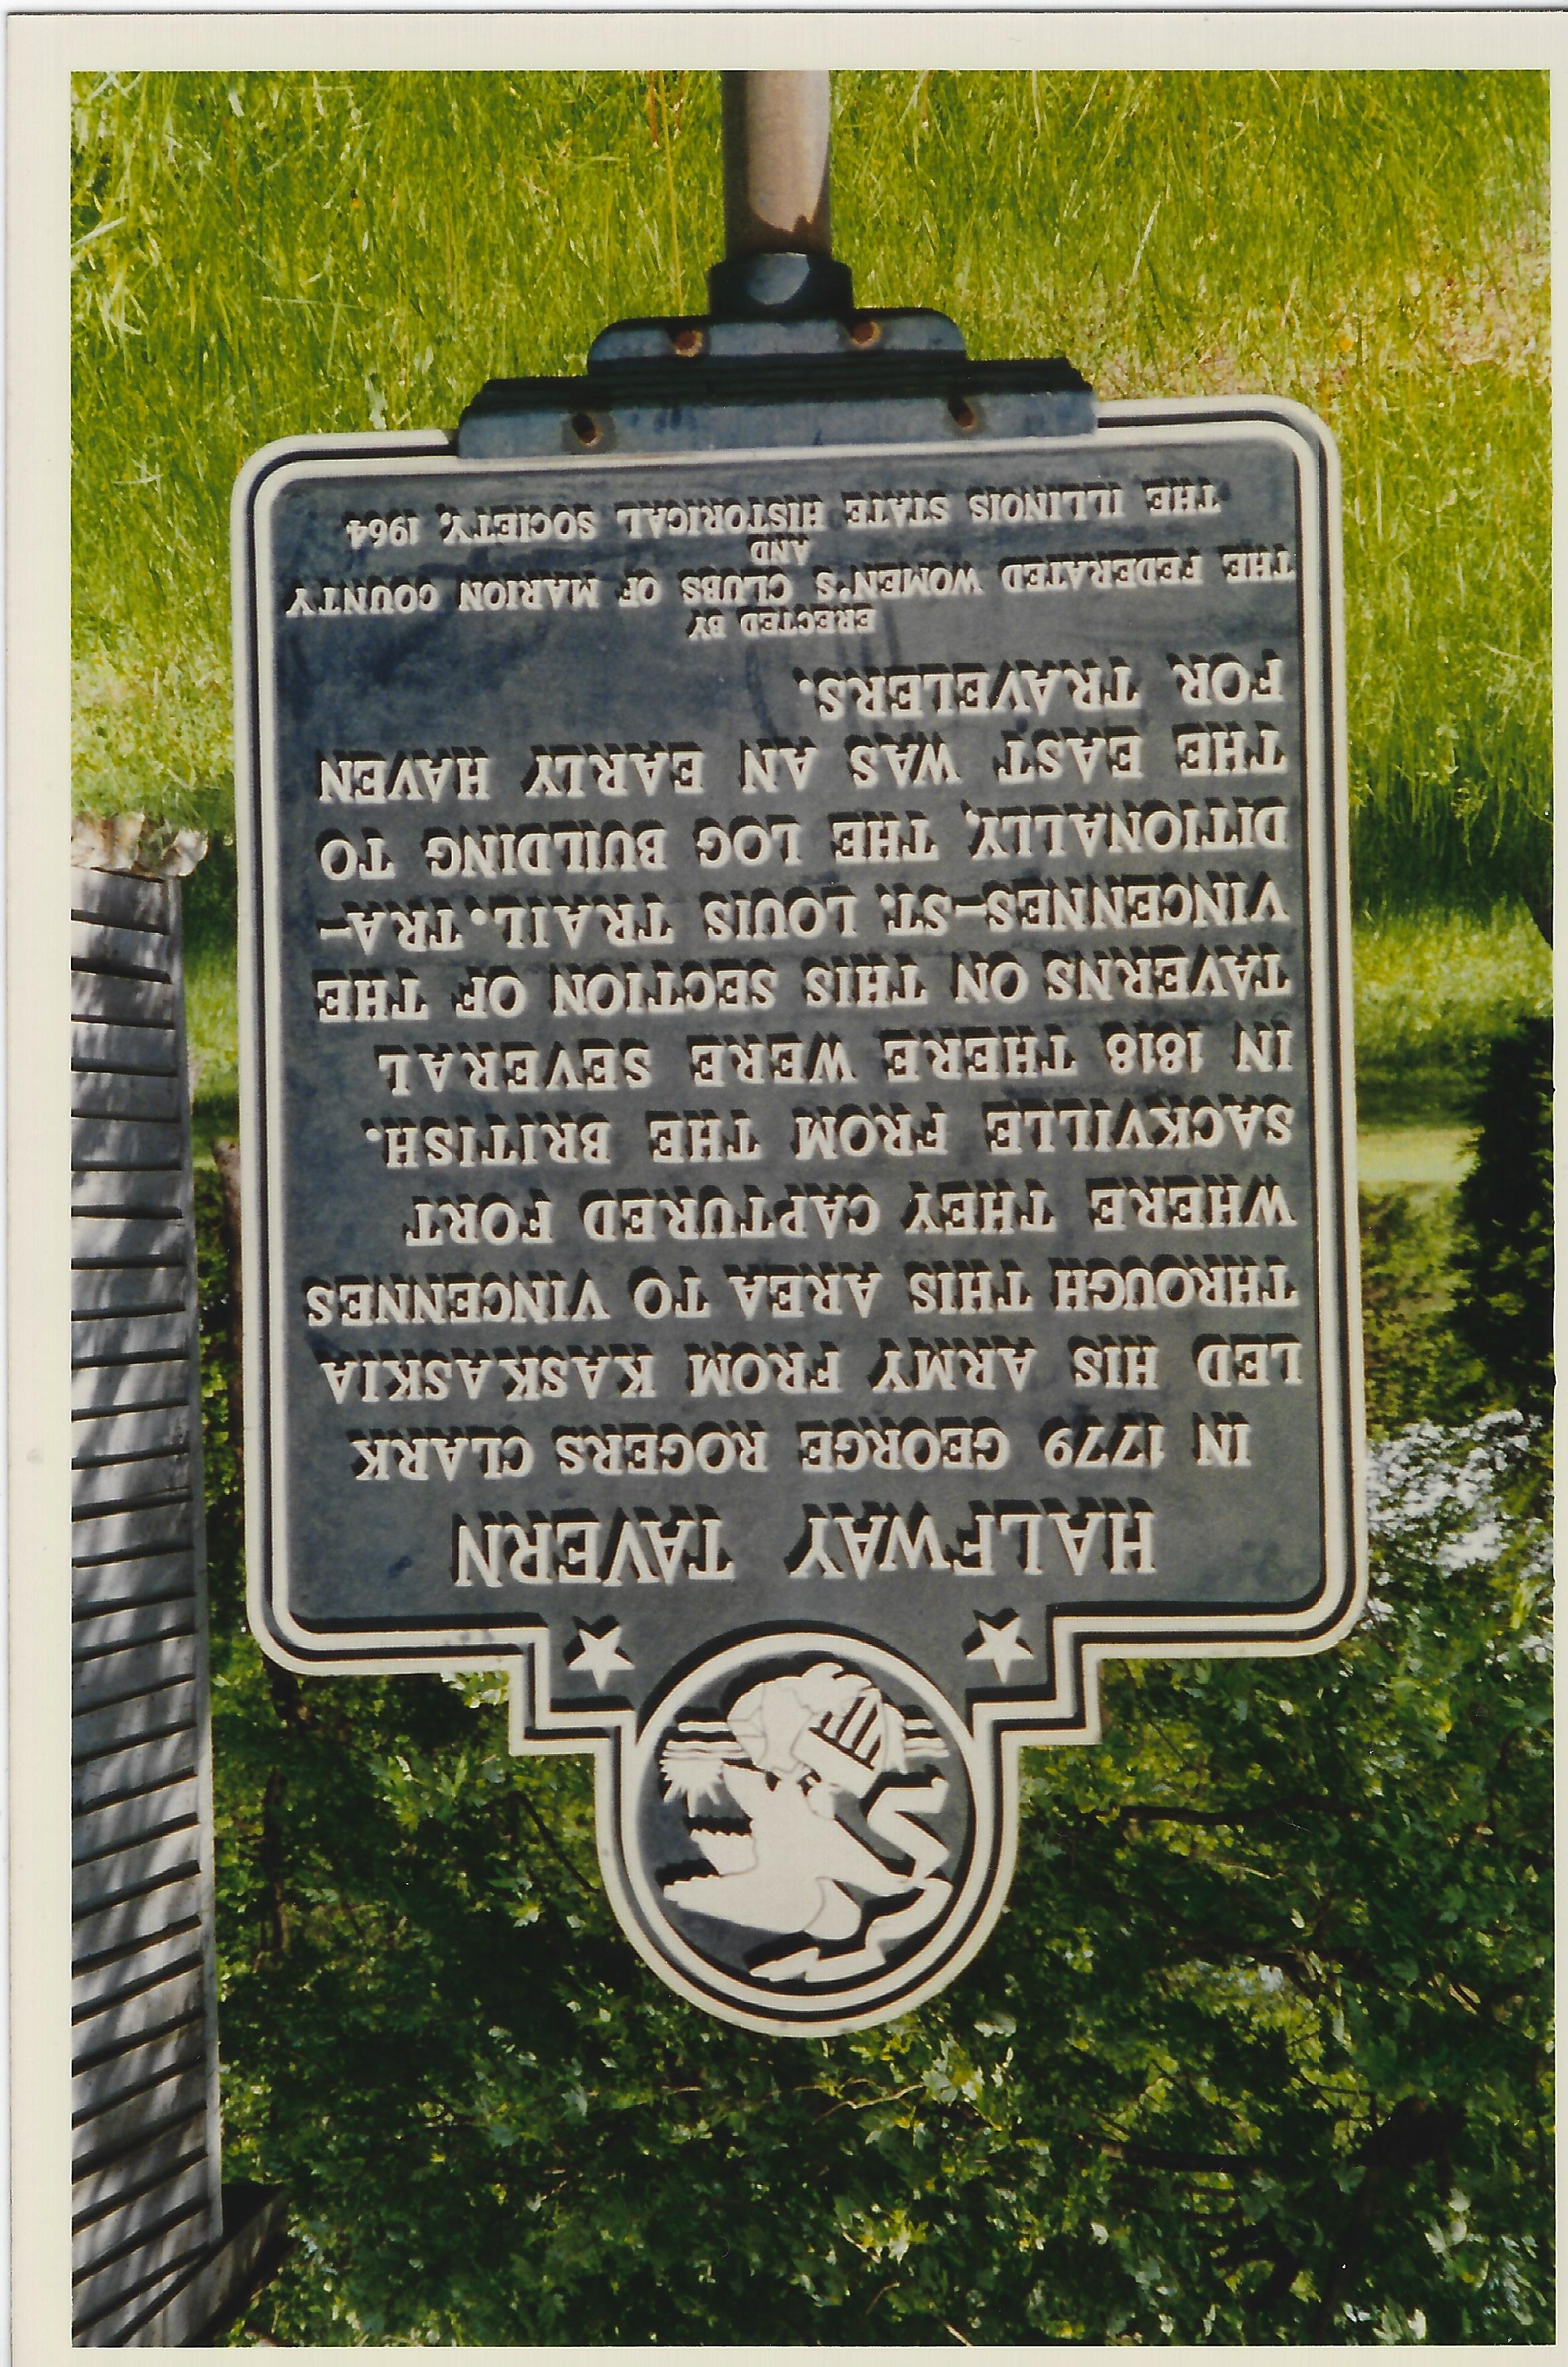 HALFWAY TAVERN
IN 1779 GEORGE ROGERS CLARK
LED HIS ARMY FROM KASKASKIA
THROUGH THIS AREA TO VINCENNES
WHERE THEY CAPTURED FORT
SACKVILLE FROM THE BRITISH.
IN 1818 THERE WERE SEVERAL
TAVERNS ON THIS SECTION OF THE
VINCENNES-ST. LOUIS TRAIL. TRA-
DITIONALLY, THE LOG BUILDING TO
THE EAST WAS AN EARLY HAVEN
FOR TRAVELERS.
ERECTED BY
THE FEDERATED WOMEN'S CLUBS OF MARION COUNTY
AND
THE ILLINOIS STATE HISTORICAL SOCIETY, 1964